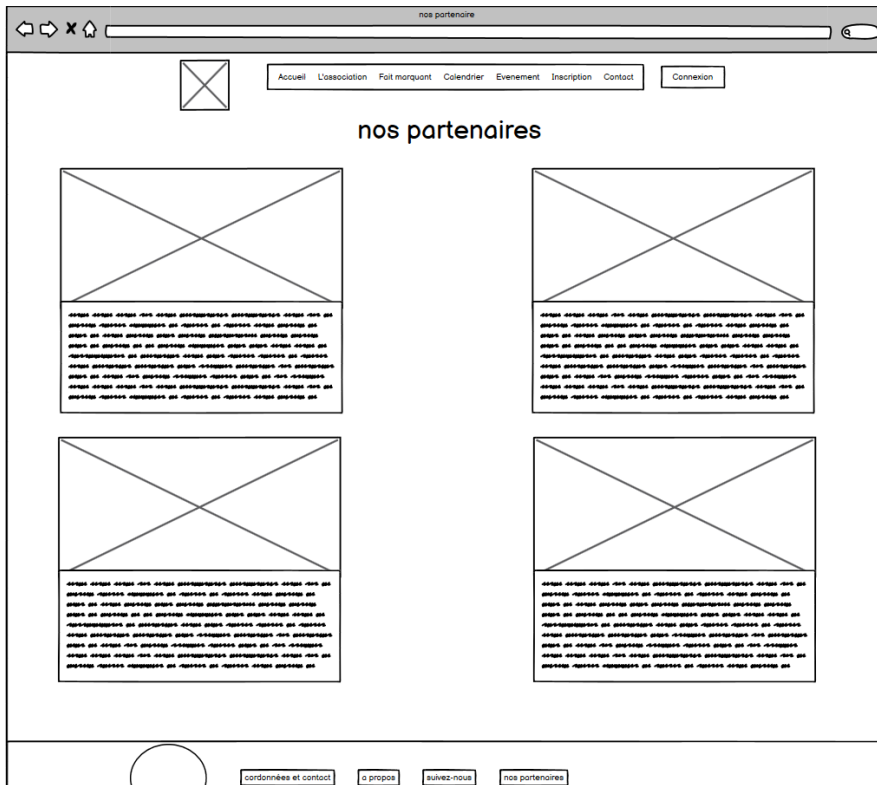 nos partenaire
Accueil L'association Fait marquant Calendrier Evenement Inscription Contact Connexion
nos partenaires
cordonnées et contact a propos suivez-nous nos partenaires